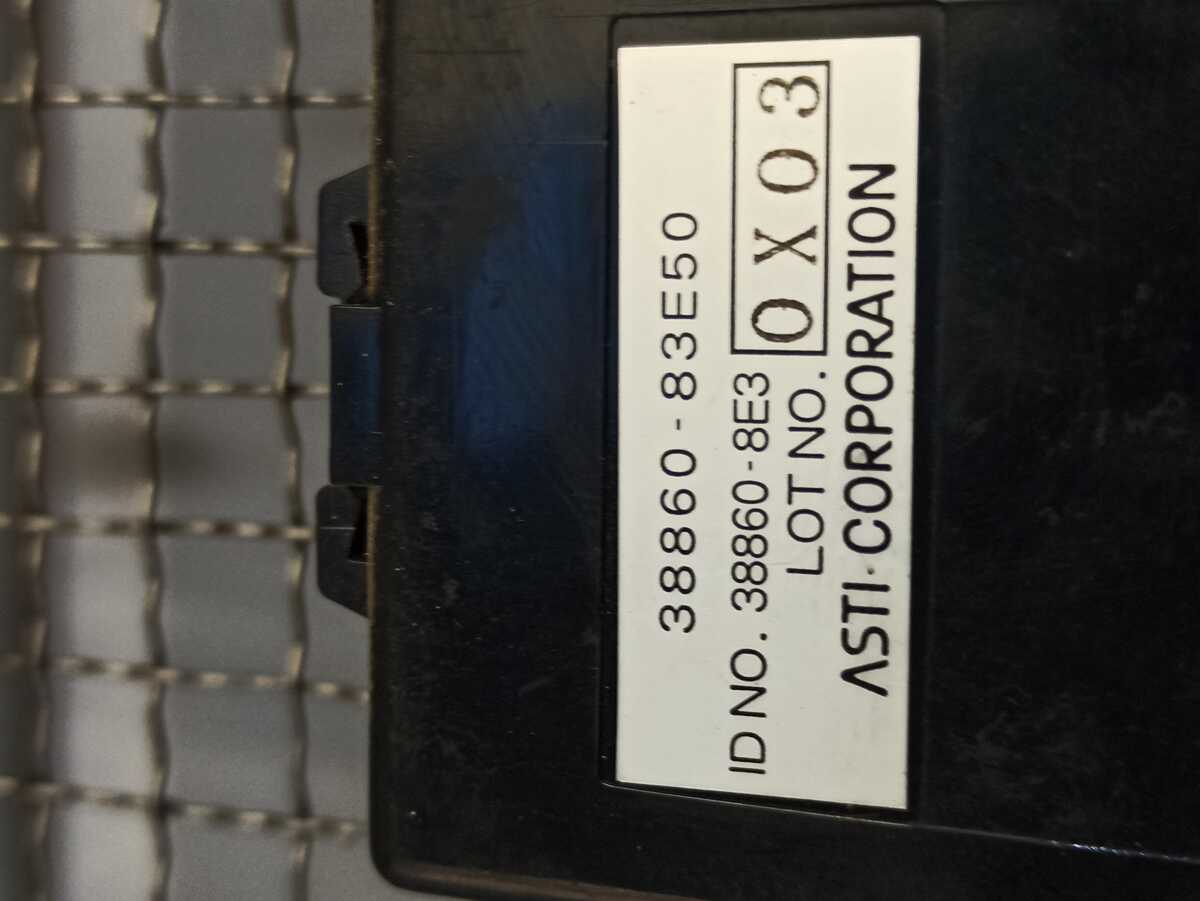 38860-83E50
ID NO. 38860-8E3
LOT NO. 0X03
ASTI·CORPORATION